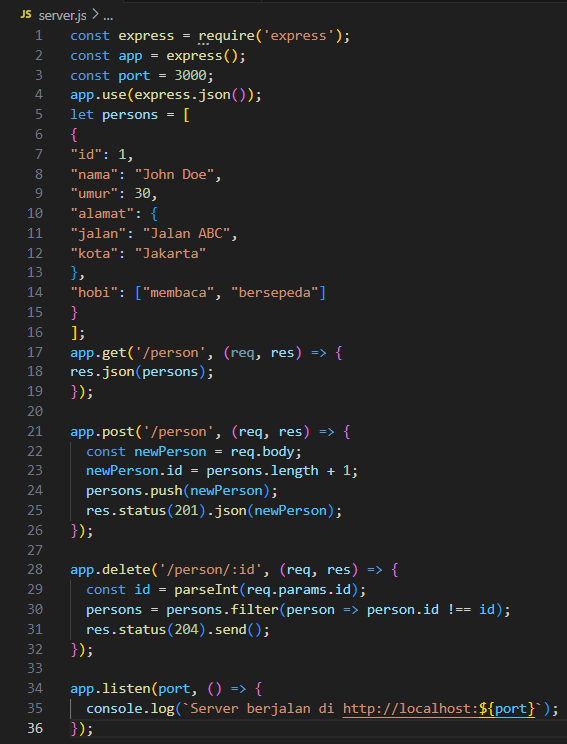 JS server.js > ...
1 const express = require('express');
2 const app = express();
3 const port = 3000;
4 app.use(express.json());
5 let persons = [
6 {
7 "id": 1,
8 "nama": "John Doe",
9 "umur": 30,
10 "alamat": {
11 "jalan": "Jalan ABC",
12 "kota": "Jakarta"
13 },
14 "hobi": ["membaca", "bersepeda"]
15 }
16 ];
17 app.get('/person', (req, res) => {
18 res.json(persons);
19 });
20
21 app.post('/person', (req, res) => {
22   const newPerson = req.body;
23   newPerson.id = persons.length + 1;
24   persons.push(newPerson);
25   res.status(201).json(newPerson);
26 });
27
28 app.delete('/person/:id', (req, res) => {
29   const id = parseInt(req.params.id);
30   persons = persons.filter(person => person.id !== id);
31   res.status(204).send();
32 });
33
34 app.listen(port, () => {
35   console.log(`Server berjalan di http://localhost:${port}`);
36 });